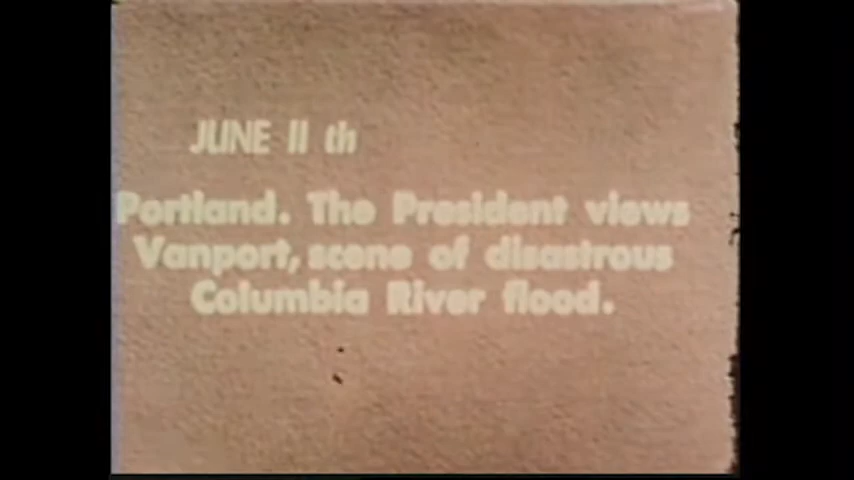 JUNE 11 th
Portland. The President views
Vanport, scene of disastrous
Columbia River flood.